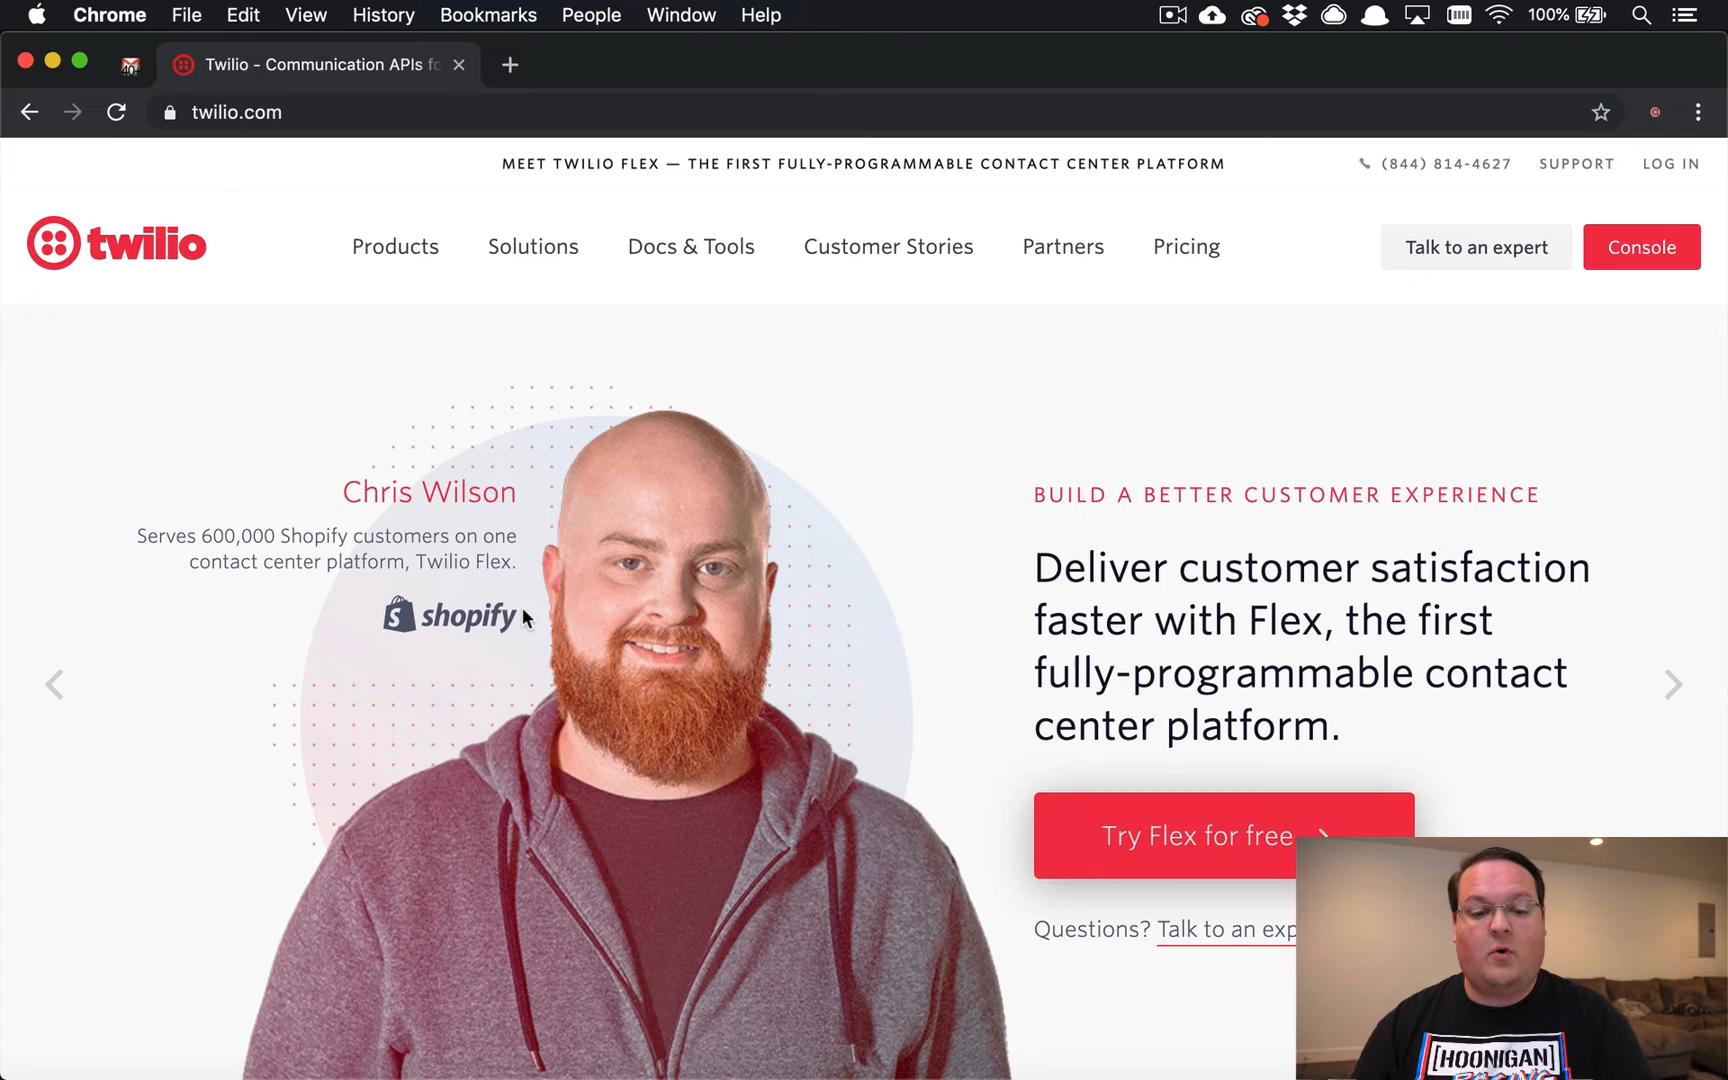 Chrome File Edit View History Bookmarks People Window Help 100%
40+ Twilio - Communication APIs fo
twilio.com
MEET TWILIO FLEX — THE FIRST FULLY-PROGRAMMABLE CONTACT CENTER PLATFORM (844) 814-4627 SUPPORT LOG IN
twilio Products Solutions Docs & Tools Customer Stories Partners Pricing Talk to an expert Console
Chris Wilson
Serves 600,000 Shopify customers on one
contact center platform, Twilio Flex.
shopify
BUILD A BETTER CUSTOMER EXPERIENCE
Deliver customer satisfaction
faster with Flex, the first
fully-programmable contact
center platform.
Try Flex for free
Questions? Talk to an exp
[HOONIGAN]